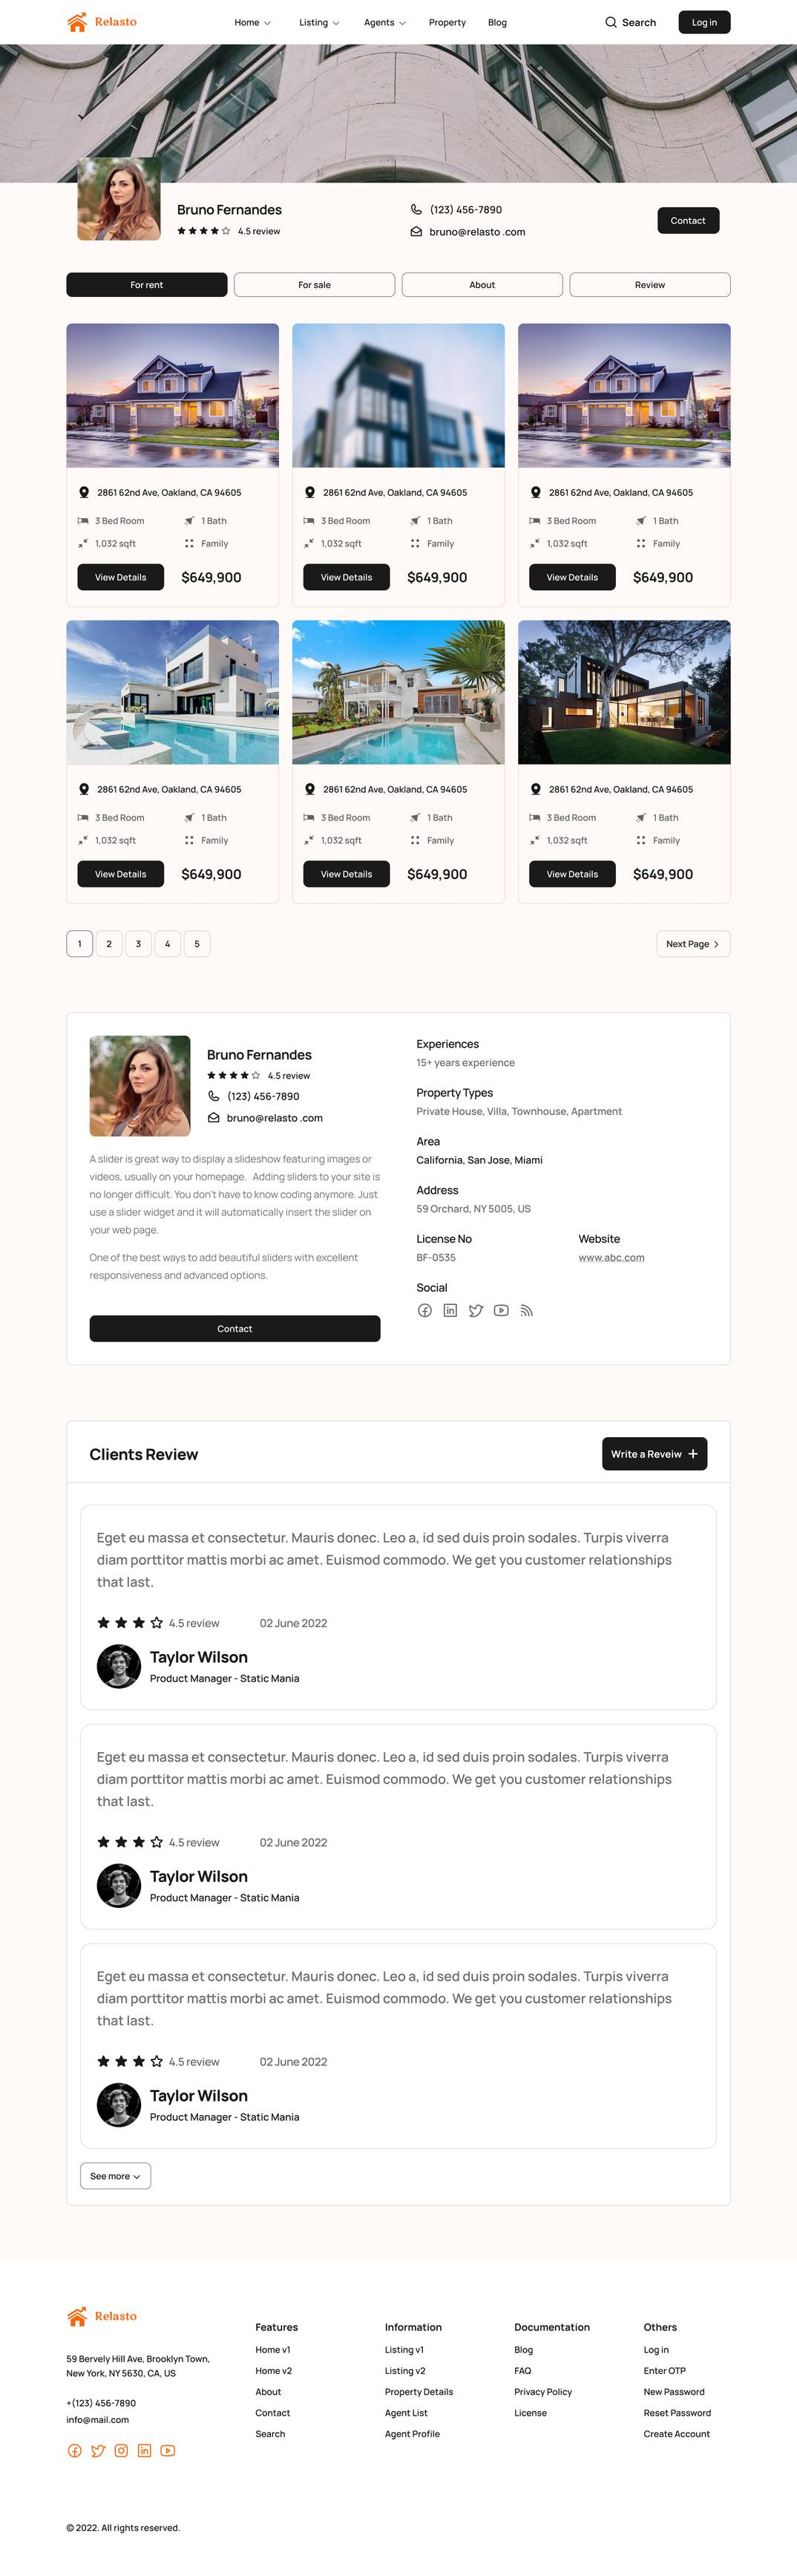 Relasto
Home
Listing
Agents
Property
Blog
Search
Log in
Bruno Fernandes
4.5 review
(123) 456-7890
bruno@relasto .com
Contact
For rent
For sale
About
Review
2861 62nd Ave, Oakland, CA 94605
3 Bed Room
1 Bath
1,032 sqft
Family
View Details
$649,900
2861 62nd Ave, Oakland, CA 94605
3 Bed Room
1 Bath
1,032 sqft
Family
View Details
$649,900
2861 62nd Ave, Oakland, CA 94605
3 Bed Room
1 Bath
1,032 sqft
Family
View Details
$649,900
2861 62nd Ave, Oakland, CA 94605
3 Bed Room
1 Bath
1,032 sqft
Family
View Details
$649,900
2861 62nd Ave, Oakland, CA 94605
3 Bed Room
1 Bath
1,032 sqft
Family
View Details
$649,900
2861 62nd Ave, Oakland, CA 94605
3 Bed Room
1 Bath
1,032 sqft
Family
View Details
$649,900
1
2
3
4
5
Next Page
Bruno Fernandes
4.5 review
(123) 456-7890
bruno@relasto .com
A slider is great way to display a slideshow featuring images or
videos, usually on your homepage. Adding sliders to your site is
no longer difficult. You don't have to know coding anymore. Just
use a slider widget and it will automatically insert the slider on
your web page.
One of the best ways to add beautiful sliders with excellent
responsiveness and advanced options.
Contact
Experiences
15+ years experience
Property Types
Private House, Villa, Townhouse, Apartment
Area
California, San Jose, Miami
Address
59 Orchard, NY 5005, US
License No
BF-0535
Website
www.abc.com
Social
Clients Review
Write a Reveiw
Eget eu massa et consectetur. Mauris donec. Leo a, id sed duis proin sodales. Turpis viverra
diam porttitor mattis morbi ac amet. Euismod commodo. We get you customer relationships
that last.
4.5 review
02 June 2022
Taylor Wilson
Product Manager - Static Mania
Eget eu massa et consectetur. Mauris donec. Leo a, id sed duis proin sodales. Turpis viverra
diam porttitor mattis morbi ac amet. Euismod commodo. We get you customer relationships
that last.
4.5 review
02 June 2022
Taylor Wilson
Product Manager - Static Mania
Eget eu massa et consectetur. Mauris donec. Leo a, id sed duis proin sodales. Turpis viverra
diam porttitor mattis morbi ac amet. Euismod commodo. We get you customer relationships
that last.
4.5 review
02 June 2022
Taylor Wilson
Product Manager - Static Mania
See more
Relasto
59 Bervely Hill Ave, Brooklyn Town,
New York, NY 5630, CA, US
+(123) 456-7890
info@mail.com
Features
Home v1
Home v2
About
Contact
Search
Information
Listing v1
Listing v2
Property Details
Agent List
Agent Profile
Documentation
Blog
FAQ
Privacy Policy
License
Others
Log in
Enter OTP
New Password
Reset Password
Create Account
© 2022. All rights reserved.